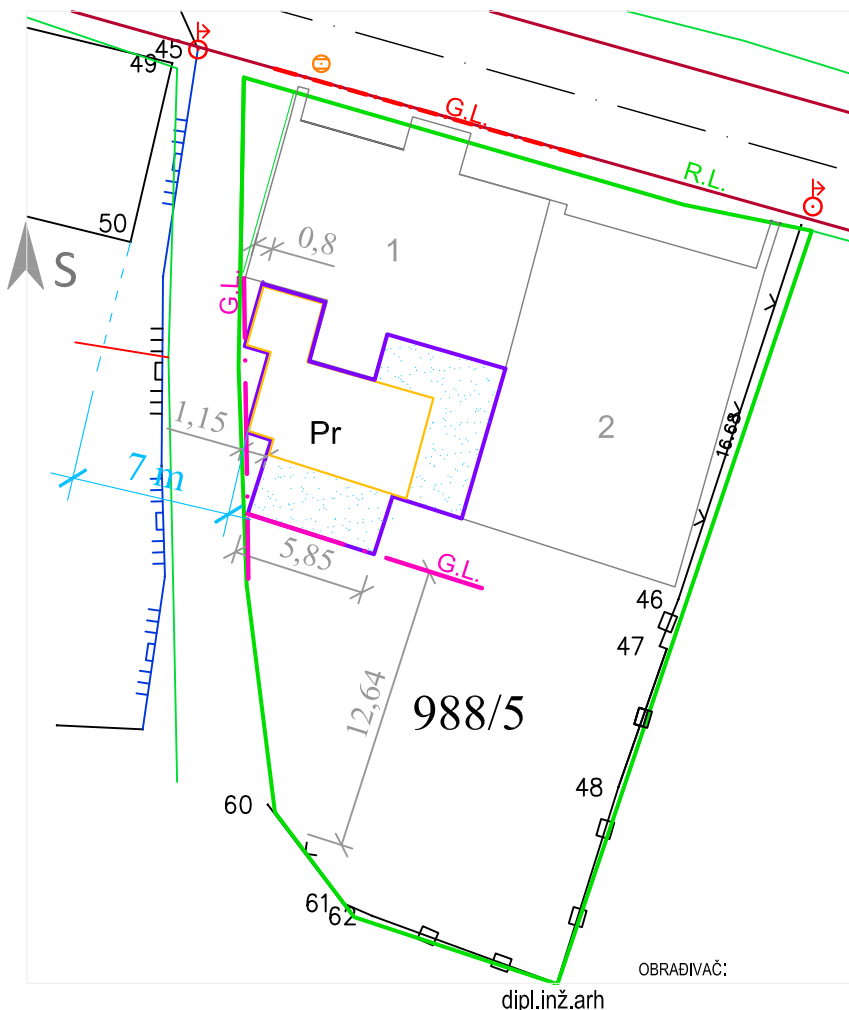 45
49
G.L.
R.L.
50
S
0,8
1
G.L.
1,15
Pr
2
16.68
7 m
5,85
G.L.
46
47
12,64
988/5
48
60
61
62
OBRAĐIVAČ:
dipl.inž.arh